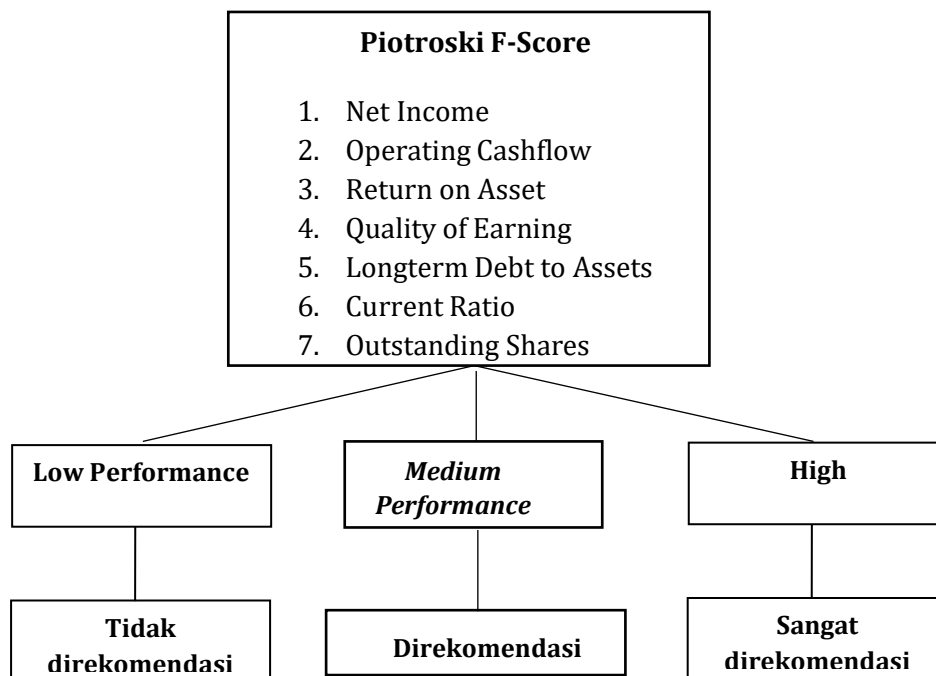 Piotroski F-Score
1. Net Income
2. Operating Cashflow
3. Return on Asset
4. Quality of Earning
5. Longterm Debt to Assets
6. Current Ratio
7. Outstanding Shares
Low Performance
Medium
Performance
High
Tidak
direkomendasi
Direkomendasi
Sangat
direkomendasi